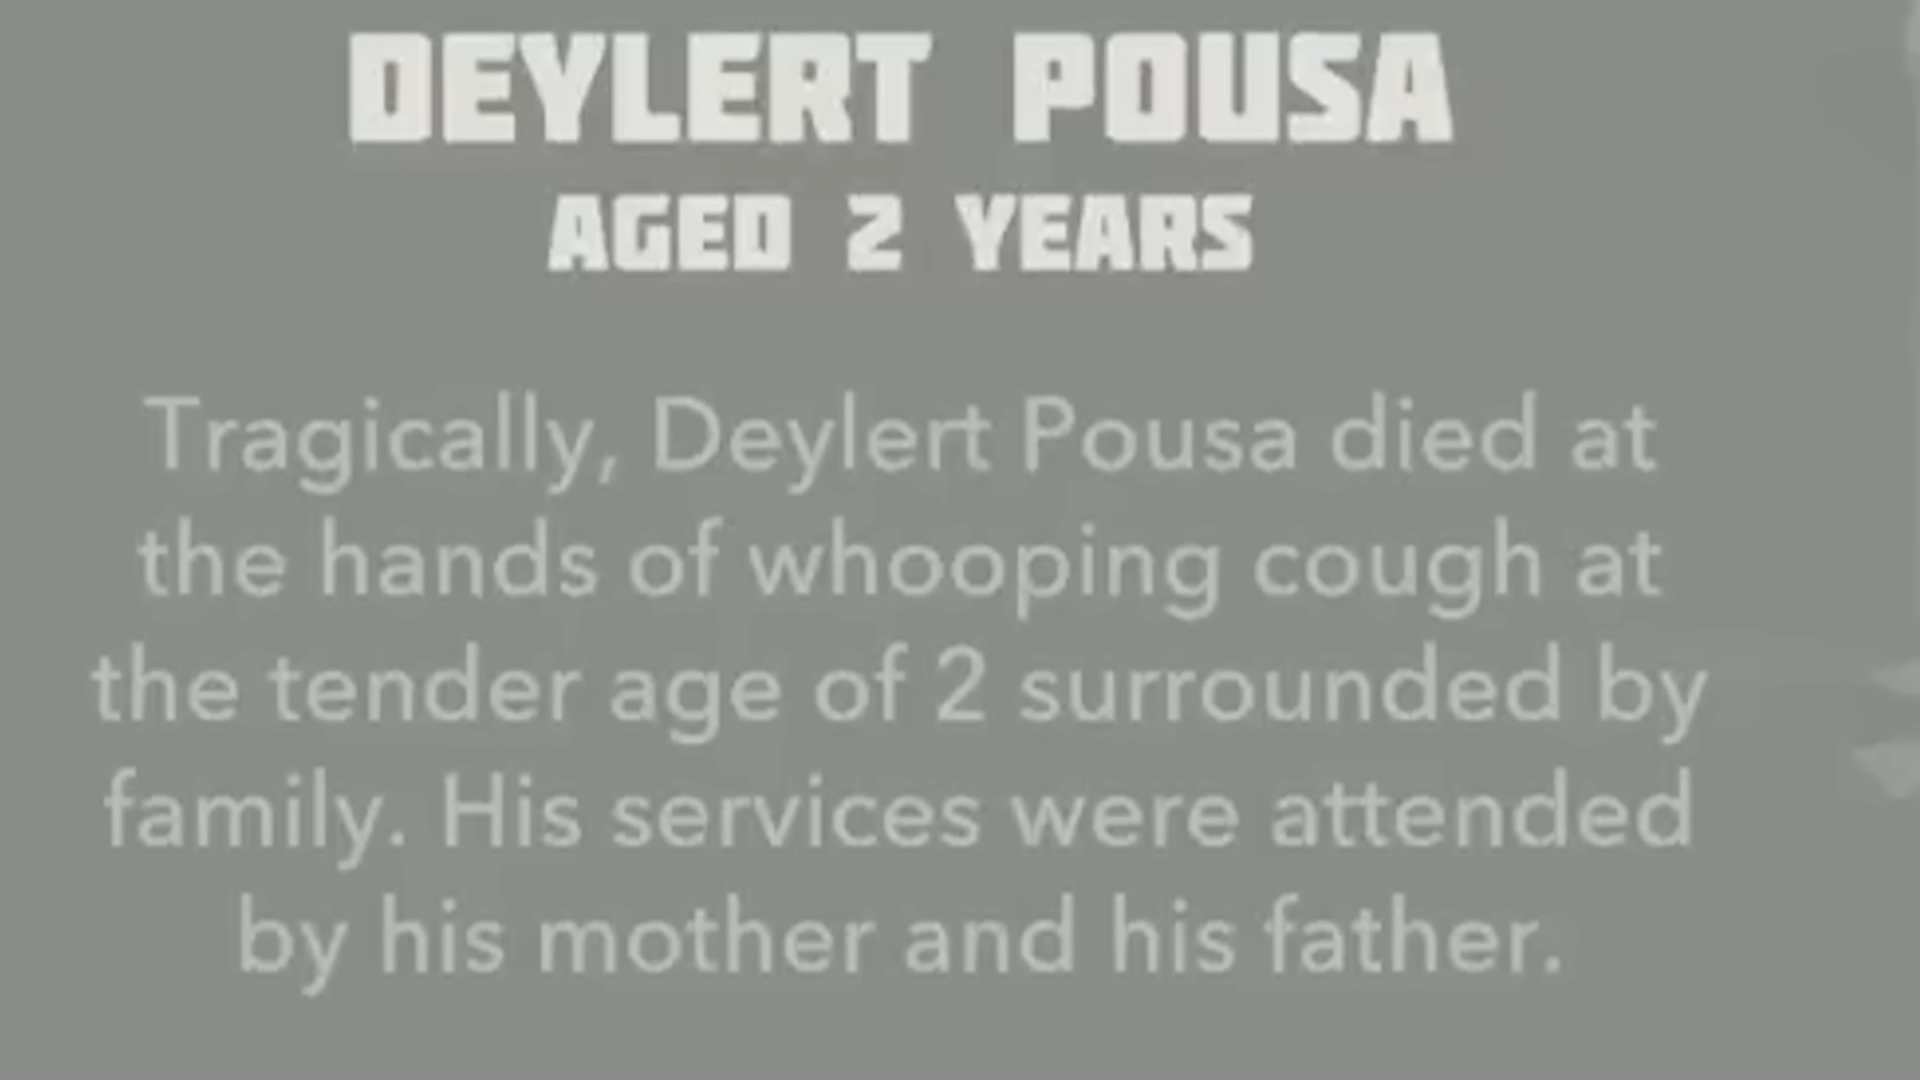 DEYLERT POUSA
AGED 2 YEARS
Tragically, Deylert Pousa died at
the hands of whooping cough at
the tender age of 2 surrounded by
family. His services were attended
by his mother and his father.